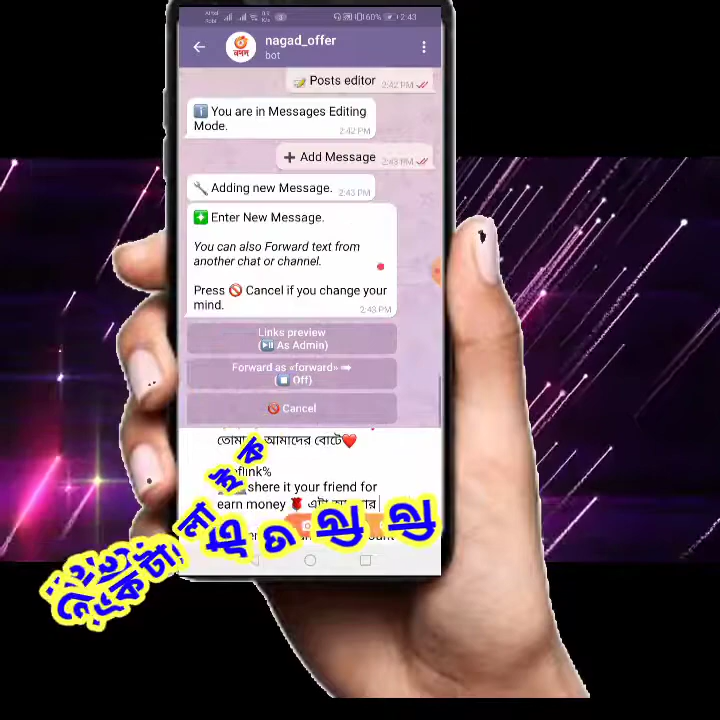 60% 2:43
nagad_offer
bot
Posts editor 2:42 PM
You are in Messages Editing
Mode.
2:42 PM
Add Message 2:43 PM
Adding new Message. 2:43 PM
Enter New Message.
You can also Forward text from
another chat or channel.
Press 🚫 Cancel if you change your
mind.
2:43 PM
Links preview
(⏯ As Admin)
Forward as «forward» ➡
(⏹ Off)
🚫 Cancel
আমাদের বোটে❤
shere it your friend for
earn money 🌹